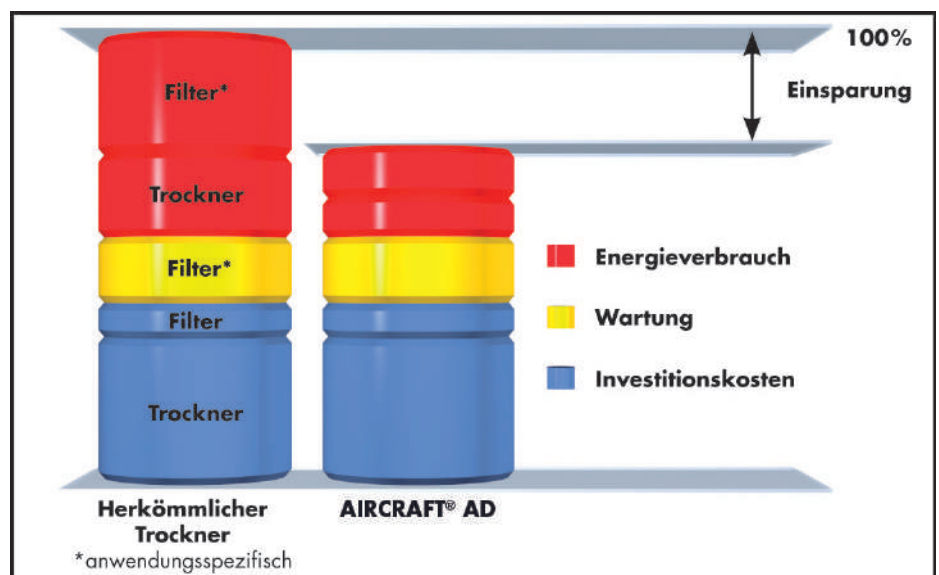 100%
Einsparung
Filter*
Trockner
Filter*
Filter
Trockner
Energieverbrauch
Wartung
Investitionskosten
Herkömmlicher
Trockner
*anwendungsspezifisch
AIRCRAFT® AD